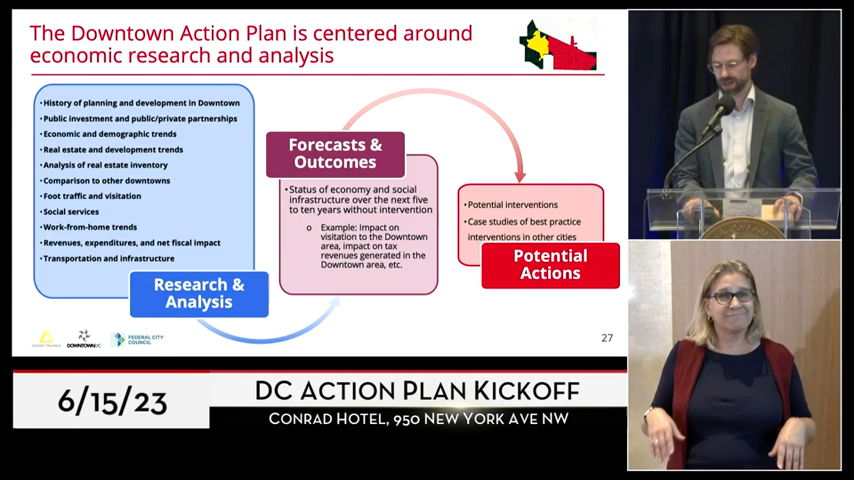 The Downtown Action Plan is centered around
economic research and analysis
• History of planning and development in Downtown
• Public investment and public/private partnerships
• Economic and demographic trends
• Real estate and development trends
• Analysis of real estate inventory
• Comparison to other downtowns
• Foot traffic and visitation
• Social services
• Work-from-home trends
• Revenues, expenditures, and net fiscal impact
• Transportation and infrastructure
Research &
Analysis
Forecasts &
Outcomes
• Status of economy and social
infrastructure over the next five
to ten years without intervention
o Example: Impact on
visitation to the Downtown
area, impact on tax
revenues generated in the
Downtown area, etc.
• Potential interventions
• Case studies of best practice
interventions in other cities
Potential
Actions
GOLDEN TRIANGLE
DOWNTOWNDC
FEDERAL CITY
COUNCIL
27
6/15/23
DC ACTION PLAN KICKOFF
CONRAD HOTEL, 950 NEW YORK AVE NW